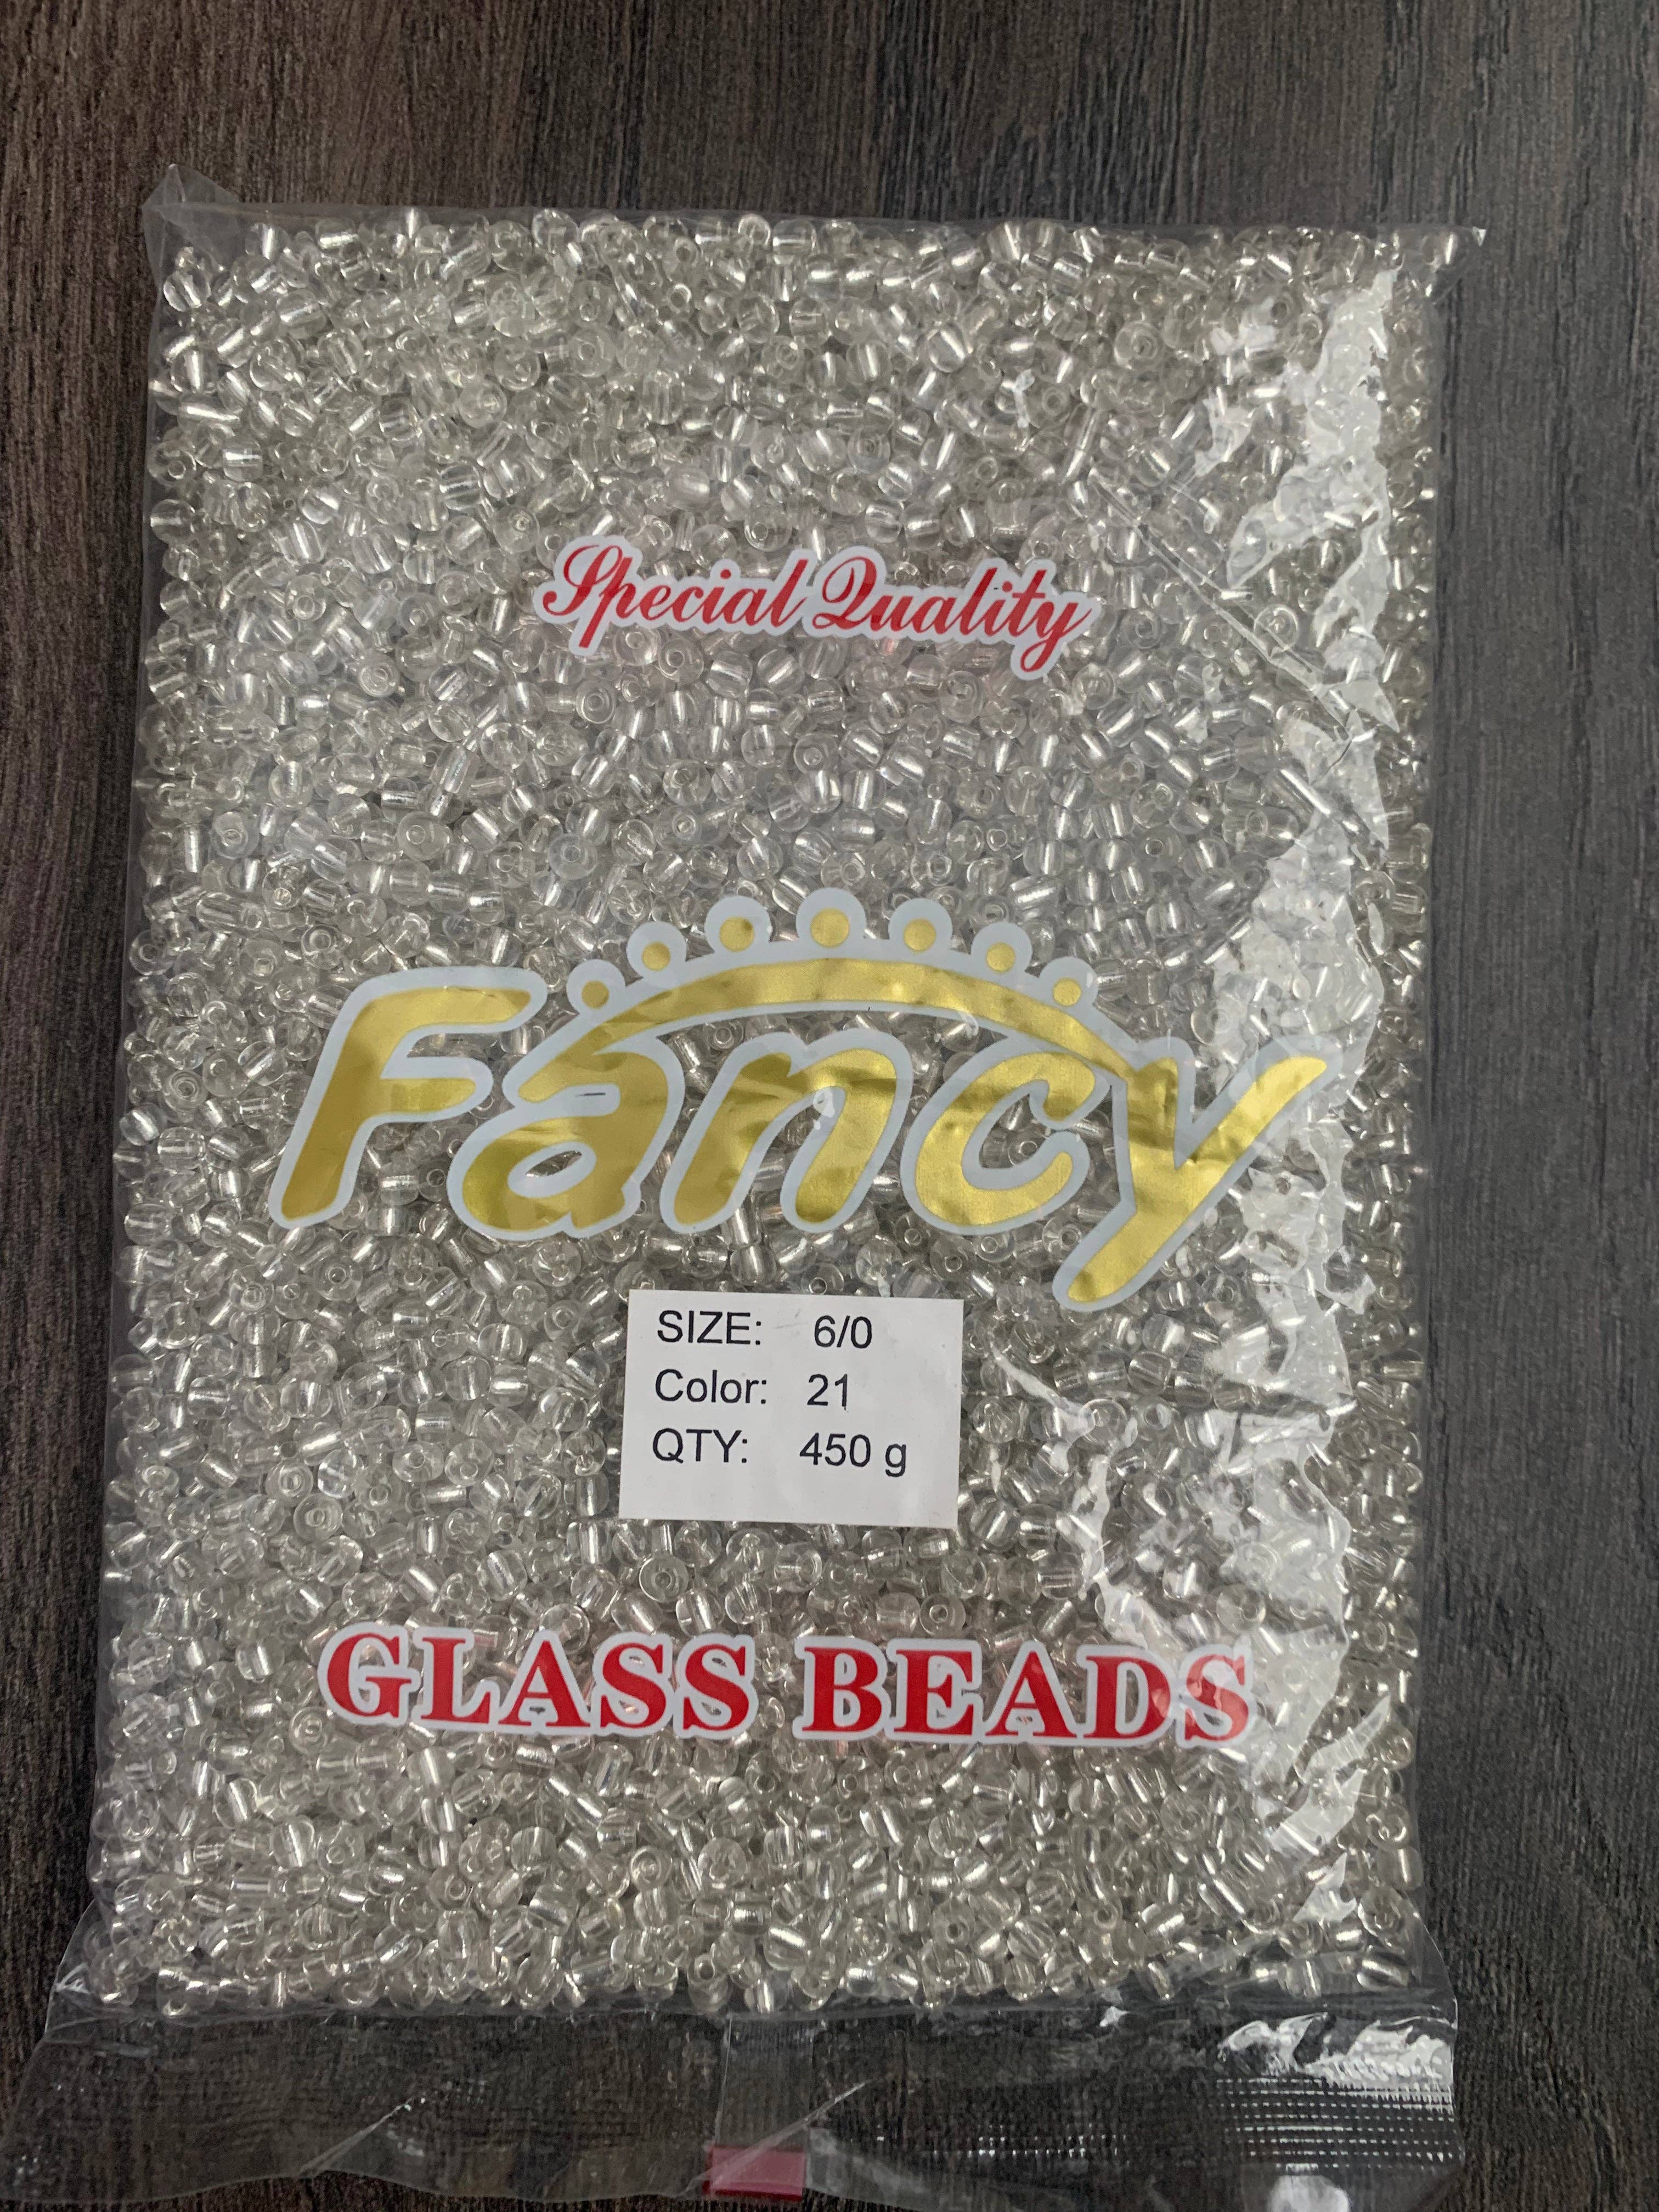 Special Quality
Fancy
SIZE: 6/0
Color: 21
QTY: 450 g
GLASS BEADS